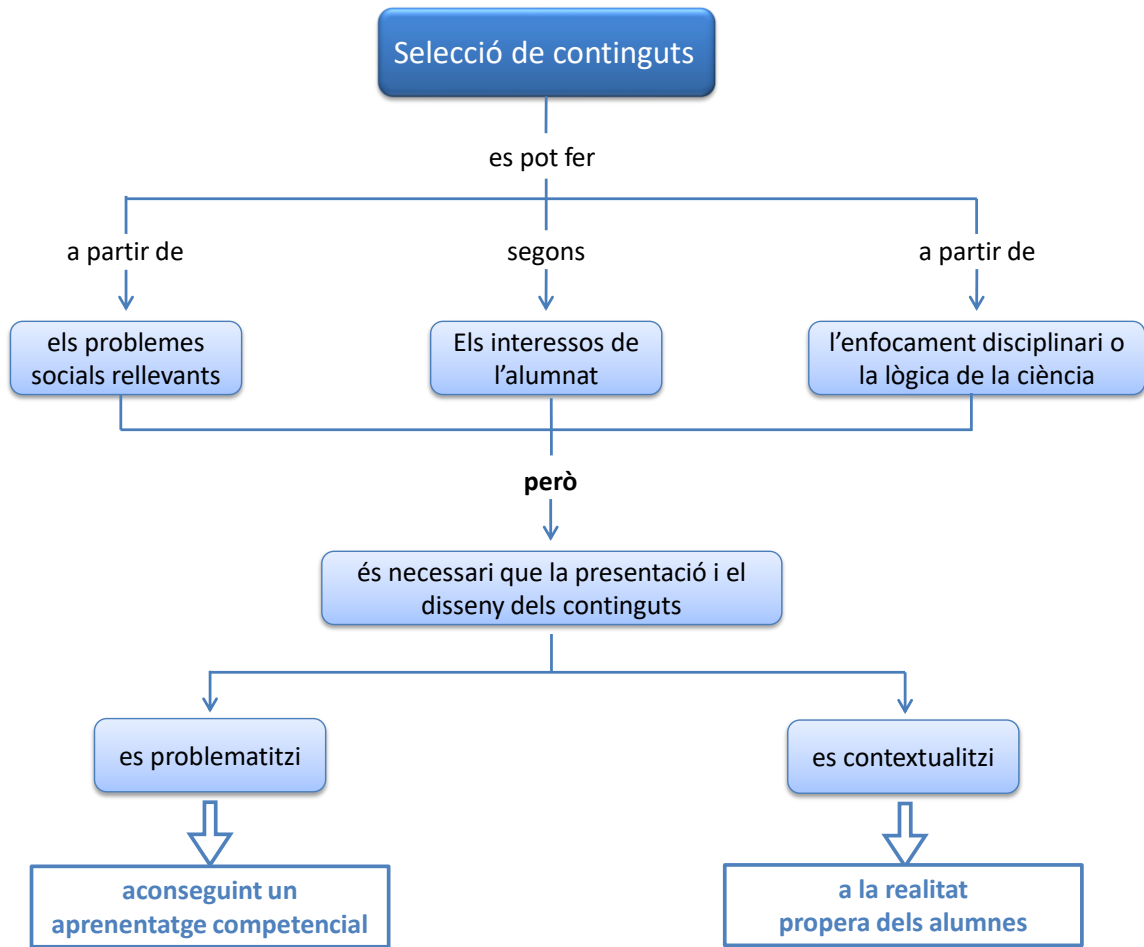 Selecció de continguts
es pot fer
a partir de
segons
a partir de
els problemes
socials rellevants
Els interessos de
l’alumnat
l’enfocament disciplinari o
la lògica de la ciència
però
és necessari que la presentació i el
disseny dels continguts
es problematitzi
es contextualitzi
aconseguint un
aprenentatge competencial
a la realitat
propera dels alumnes